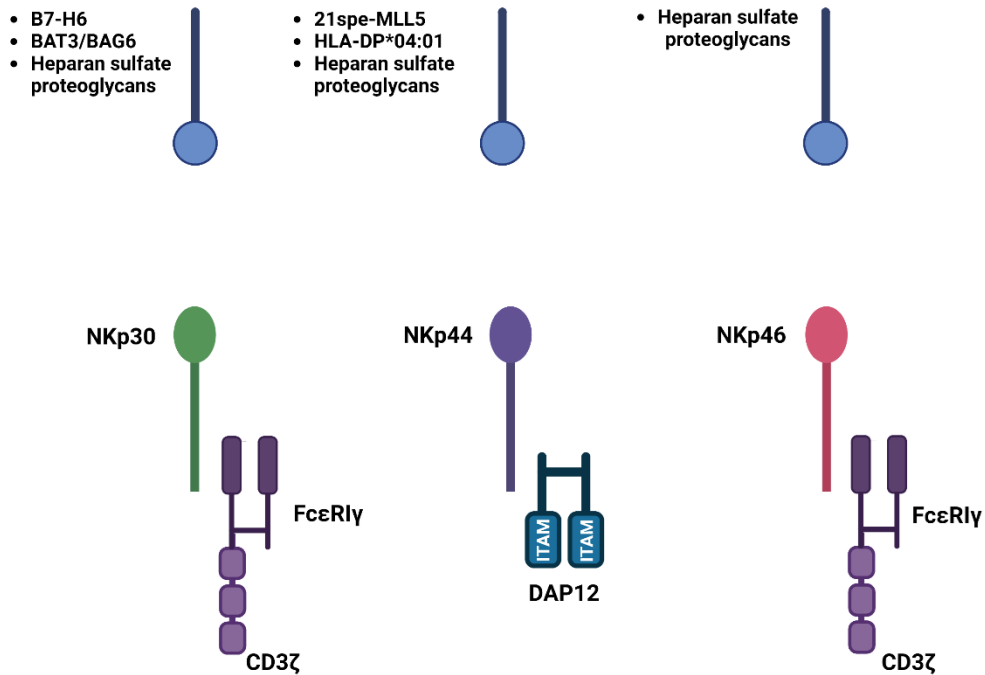 • B7-H6
• BAT3/BAG6
• Heparan sulfate
proteoglycans
• 21spe-MLL5
• HLA-DP*04:01
• Heparan sulfate
proteoglycans
• Heparan sulfate
proteoglycans
NKp30
NKp44
NKp46
FcεRIγ
ITAM
ITAM
FcεRIγ
DAP12
CD3ζ
CD3ζ